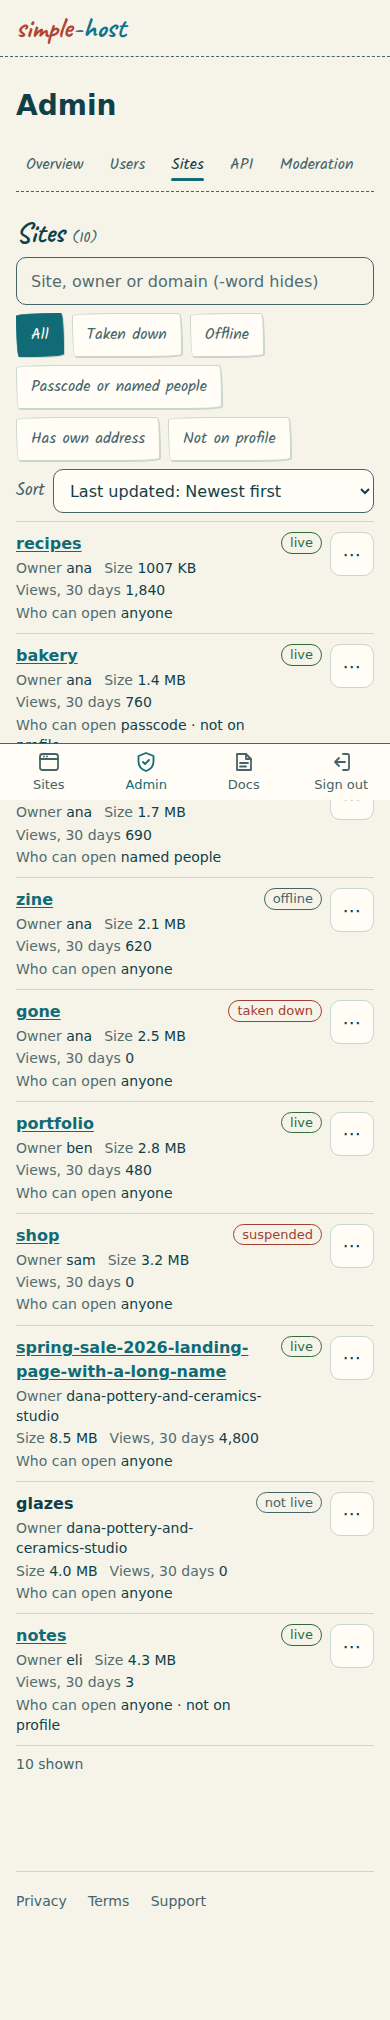 simple-host
Admin
Overview Users Sites API Moderation
Sites (10)
Site, owner or domain (-word hides)
All Taken down Offline
Passcode or named people
Has own address Not on profile
Sort Last updated: Newest first
recipes live ...
Owner ana Size 1007 KB
Views, 30 days 1,840
Who can open anyone
bakery live ...
Owner ana Size 1.4 MB
Views, 30 days 760
Who can open passcode · not on
Sites Admin Docs Sign out
Owner ana Size 1.7 MB
Views, 30 days 690
Who can open named people
zine offline ...
Owner ana Size 2.1 MB
Views, 30 days 620
Who can open anyone
gone taken down ...
Owner ana Size 2.5 MB
Views, 30 days 0
Who can open anyone
portfolio live ...
Owner ben Size 2.8 MB
Views, 30 days 480
Who can open anyone
shop suspended ...
Owner sam Size 3.2 MB
Views, 30 days 0
Who can open anyone
spring-sale-2026-landing- live ...
page-with-a-long-name
Owner dana-pottery-and-ceramics-
studio
Size 8.5 MB Views, 30 days 4,800
Who can open anyone
glazes not live ...
Owner dana-pottery-and-
ceramics-studio
Size 4.0 MB Views, 30 days 0
Who can open anyone
notes live ...
Owner eli Size 4.3 MB
Views, 30 days 3
Who can open anyone · not on
profile
10 shown
Privacy Terms Support